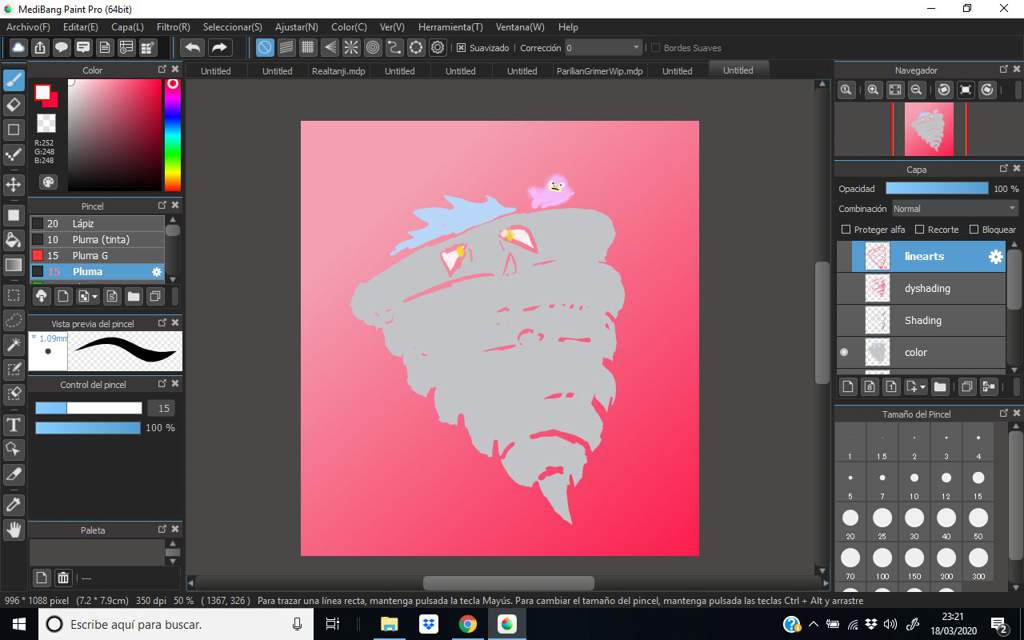 MediBang Paint Pro (64bit)
Archivo(F) Editar(E) Capa(L) Filtro(R) Seleccionar(S) Ajustar(N) Color(C) Ver(V) Herramienta(T) Ventana(W) Help
Suavizado Corrección 0 Bordes Suaves
Color
Untitled Untitled Realtanji.mdp Untitled Untitled Untitled ParilianGrimerWip.mdp Untitled Untitled
Navegador
R:252
G:248
B:248
Capa
Opacidad 100 %
Combinación Normal
Proteger alfa Recorte Bloquear
Pincel
20 Lápiz
10 Pluma (tinta)
15 Pluma G
15 Pluma
linearts
dyshading
Shading
color
Vista previa del pincel
* 1.09mm
Control del pincel
15
100 %
Tamaño del Pincel
1 1.5 2 3 4
5 7 10 12 15
20 25 30 40 50
70 100 150 200 300
Paleta
---
996 * 1088 pixel (7.2 * 7.9cm) 350 dpi 50 % ( 1367, 326 ) Para trazar una línea recta, mantenga pulsada la tecla Mayús. Para cambiar el tamaño del pincel, mantenga pulsada las teclas Ctrl + Alt y arrastre
Escribe aquí para buscar.
23:21
18/03/2020
2